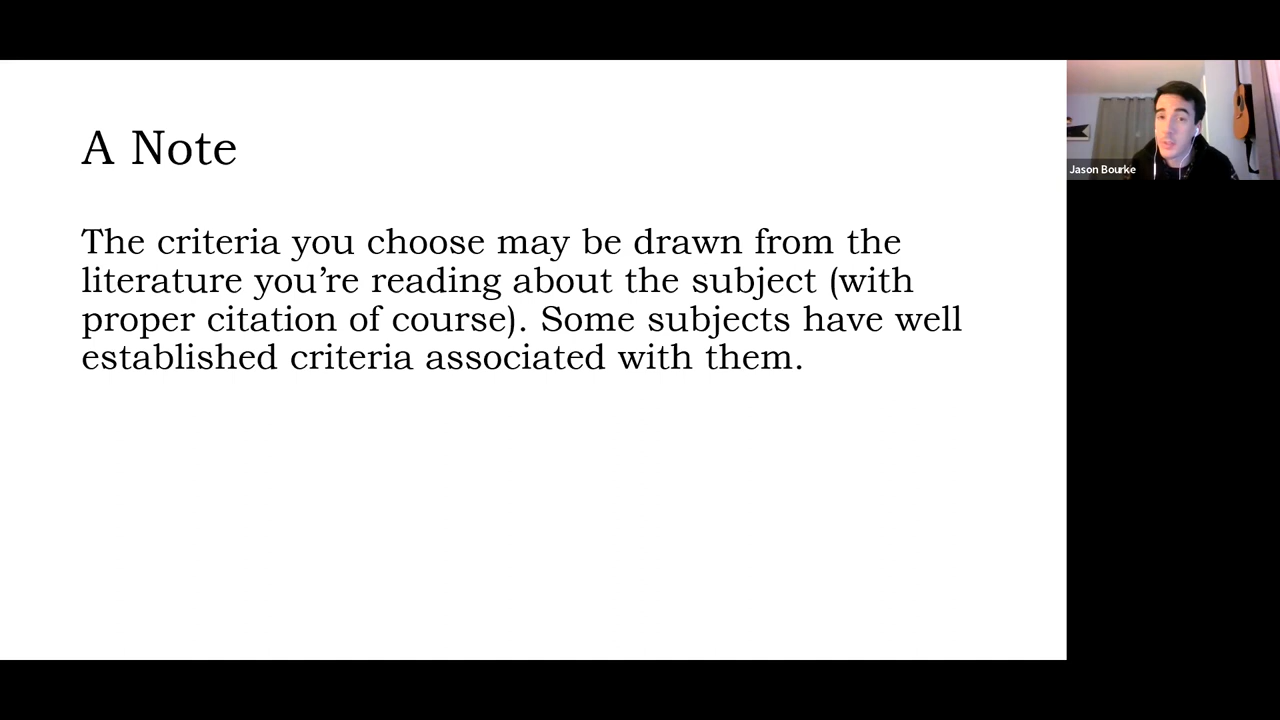 A Note
The criteria you choose may be drawn from the
literature you’re reading about the subject (with
proper citation of course). Some subjects have well
established criteria associated with them.
Jason Bourke